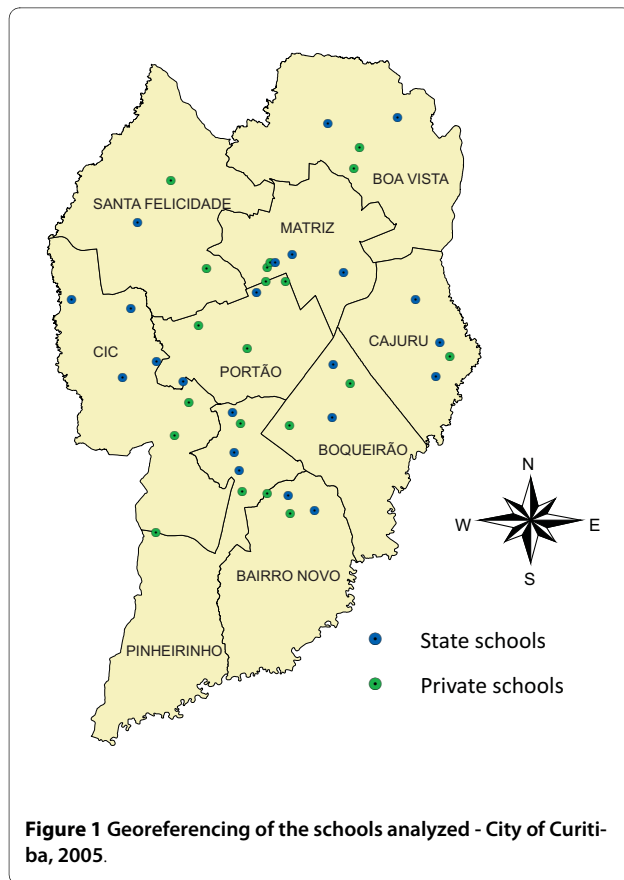 BOA VISTA
SANTA FELICIDADE
MATRIZ
CAJURU
CIC
PORTÃO
BOQUEIRÃO
N
W E
S
BAIRRO NOVO
PINHEIRINHO
State schools
Private schools
Figure 1 Georeferencing of the schools analyzed - City of Curiti-
ba, 2005.